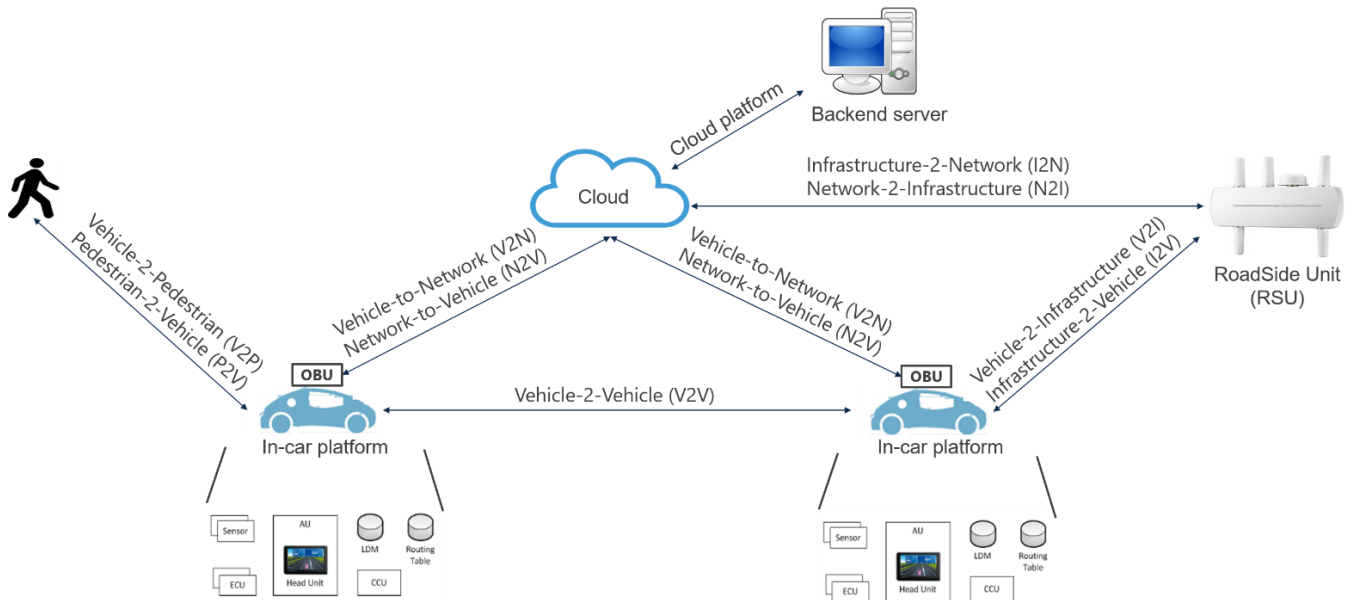 Backend server
Cloud platform
Infrastructure-2-Network (I2N)
Network-2-Infrastructure (N2I)
Cloud
Vehicle-2-Pedestrian (V2P)
Pedestrian-2-Vehicle (P2V)
Vehicle-to-Network (V2N)
Network-to-Vehicle (N2V)
Vehicle-to-Network (V2N)
Network-to-Vehicle (N2V)
Vehicle-2-Infrastructure (V2I)
Infrastructure-2-Vehicle (I2V)
RoadSide Unit
(RSU)
OBU
OBU
Vehicle-2-Vehicle (V2V)
In-car platform
In-car platform
Sensor
AU
LDM
Routing
Table
ECU
Head Unit
CCU
Sensor
AU
LDM
Routing
Table
ECU
Head Unit
CCU